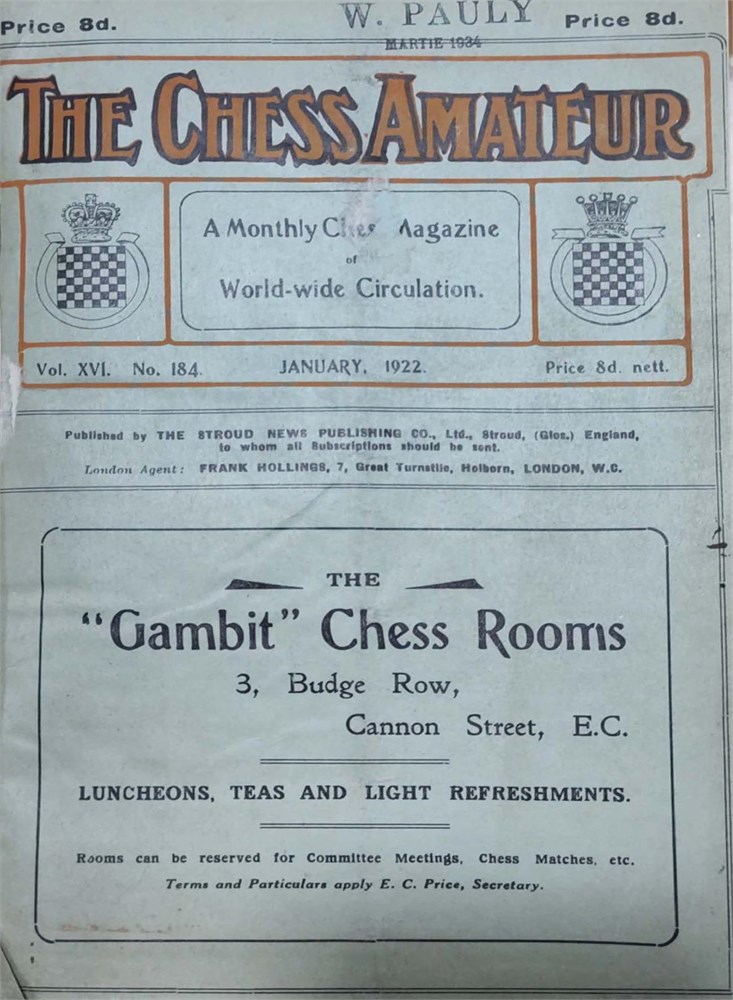 Price 8d.
W. PAULY
Price 8d.
MARTIE 1934
THE CHESS AMATEUR
A Monthly Chess Magazine
of
World-wide Circulation.
Vol. XVI. No. 184.
JANUARY, 1922.
Price 8d. nett.
Published by THE STROUD NEWS PUBLISHING CO., Ltd., Stroud, (Glos.) England,
to whom all Subscriptions should be sent.
London Agent: FRANK HOLLINGS, 7, Great Turnstile, Holborn, LONDON, W.C.
THE
"Gambit" Chess Rooms
3, Budge Row,
Cannon Street, E.C.
LUNCHEONS, TEAS AND LIGHT REFRESHMENTS.
Rooms can be reserved for Committee Meetings, Chess Matches, etc.
Terms and Particulars apply E. C. Price, Secretary.